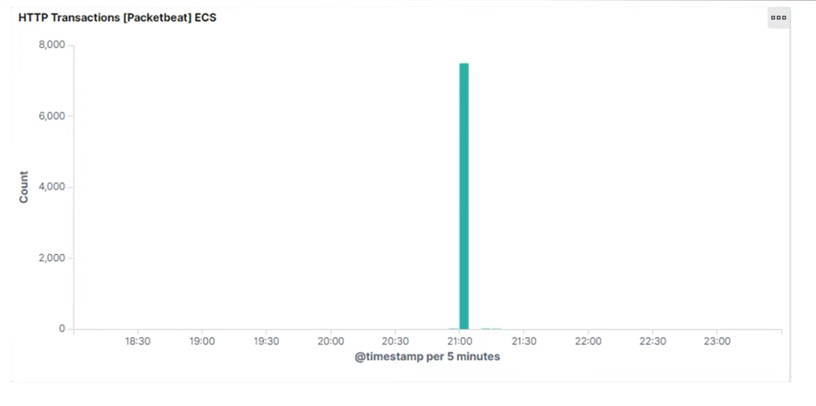 HTTP Transactions [Packetbeat] ECS
8,000
6,000
4,000
2,000
0
Count
18:30 19:00 19:30 20:00 20:30 21:00 21:30 22:00 22:30 23:00
@timestamp per 5 minutes